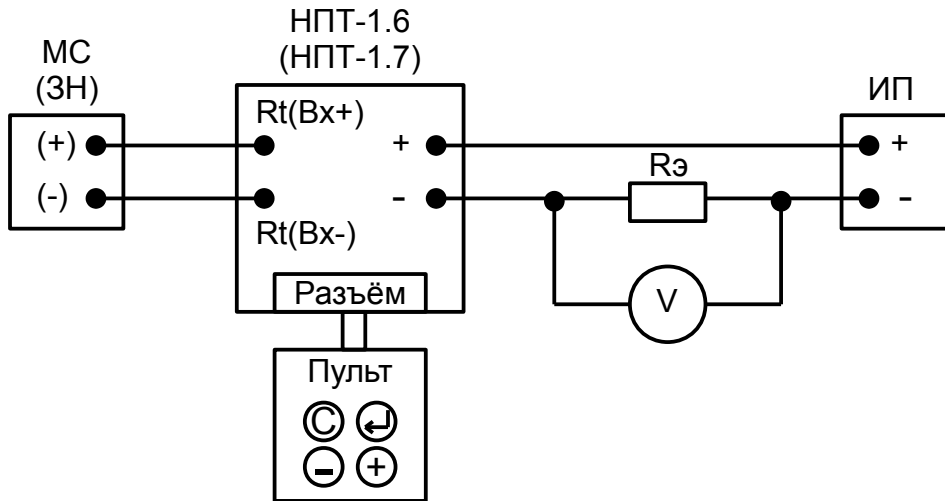 НПТ-1.6
(НПТ-1.7)
МС
(ЗН)
ИП
(+)
(-)
Rt(Вх+)
Rt(Вх-)
+
-
Rэ
+
-
V
Разъём
Пульт
C
↵
-
+